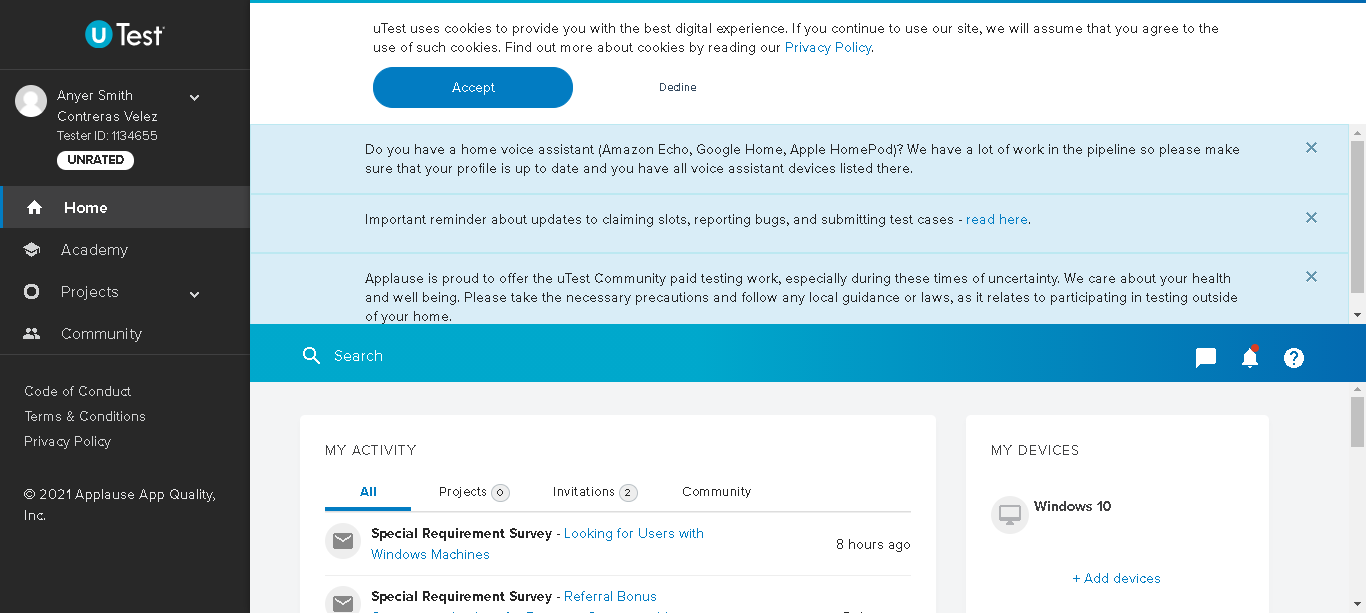 uTest
Anyer Smith
Contreras Velez
Tester ID: 1134655
UNRATED
Home
Academy
Projects
Community
Code of Conduct
Terms & Conditions
Privacy Policy
© 2021 Applause App Quality,
Inc.
uTest uses cookies to provide you with the best digital experience. If you continue to use our site, we will assume that you agree to the
use of such cookies. Find out more about cookies by reading our Privacy Policy.
Accept Decline
Do you have a home voice assistant (Amazon Echo, Google Home, Apple HomePod)? We have a lot of work in the pipeline so please make
sure that your profile is up to date and you have all voice assistant devices listed there.
Important reminder about updates to claiming slots, reporting bugs, and submitting test cases - read here.
Applause is proud to offer the uTest Community paid testing work, especially during these times of uncertainty. We care about your health
and well being. Please take the necessary precautions and follow any local guidance or laws, as it relates to participating in testing outside
of your home.
Search
MY ACTIVITY
All Projects 0 Invitations 2 Community
Special Requirement Survey - Looking for Users with
Windows Machines
8 hours ago
Special Requirement Survey - Referral Bonus
MY DEVICES
Windows 10
+ Add devices